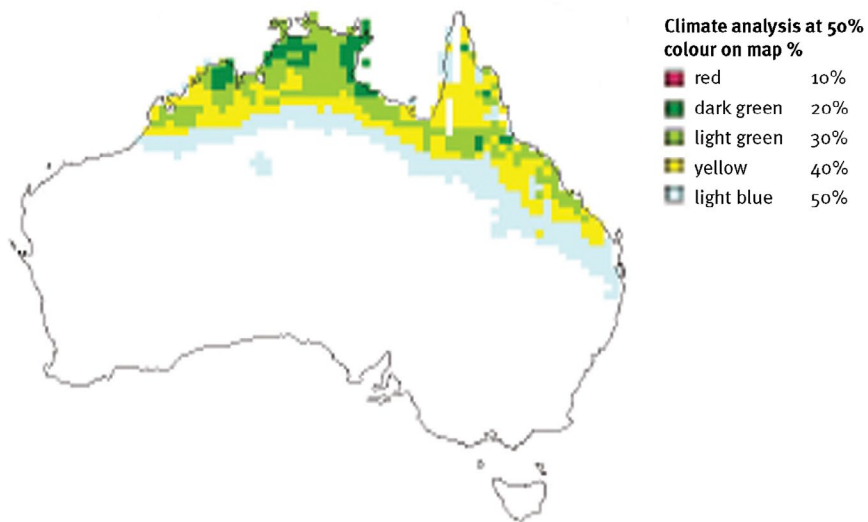 Climate analysis at 50%
colour on map %
red 10%
dark green 20%
light green 30%
yellow 40%
light blue 50%